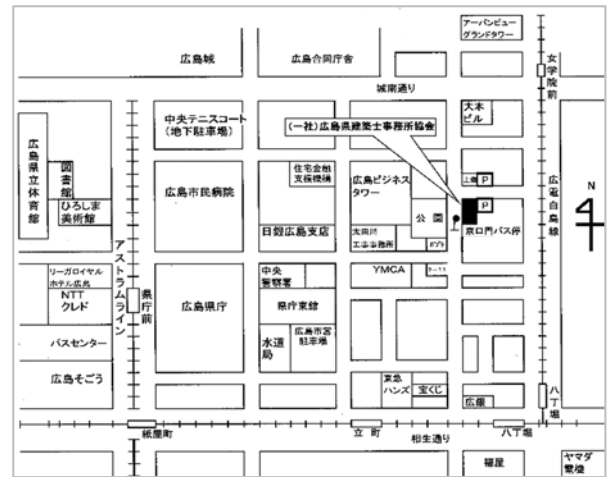 アーバンビュー
グランドタワー
広島城
広島合同庁舎
女学院前
城南通り
中央テニスコート
(地下駐車場)
大木
ビル
(一社)広島県建築士事務所協会
広島県立体育館
図書館
ひろしま
美術館
広島市民病院
住宅金融
支援機構
広島ビジネス
タワー
公園
P
P
広電白島線
N
日銀広島支店
太田川
工事事務所
京口門バス停
アストラムライン
リーガロイヤル
ホテル広島
NTT
クレド
県庁前
広島県庁
中央
警察署
県庁東館
YMCA
バスセンター
水道局
広島市営
駐車場
広島そごう
東急
ハンズ
宝くじ
広銀
八丁堀
紙屋町
立町
相生通り
八丁堀
福屋
ヤマダ
電機